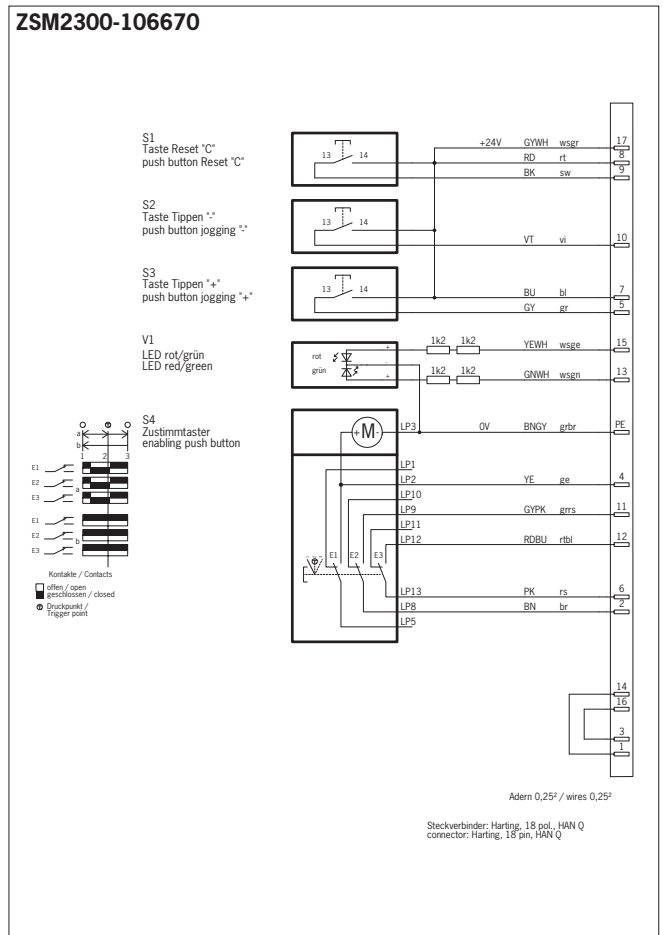 ZSM2300-106670
S1
Taste Reset "C"
push button Reset "C"
13 14
+24V GYWH wsgr 17
RD rt 8
BK sw 9
S2
Taste Tippen "-"
push button jogging "-"
13 14
VT vi 10
S3
Taste Tippen "+"
push button jogging "+"
13 14
BU bl 7
GY gr 5
V1
LED rot/grün
LED red/green
rot
grün
+
-
+
1k2 1k2 YEWH wsge 15
1k2 1k2 GNWH wsgn 13
S4
Zustimmtaster
enabling push button
+M-
LP3 0V BNGY grbr PE
LP1
LP2 YE ge 4
LP10
LP9 GYPK grrs 11
LP11
LP12 RDBU rtbl 12
E1 E2 E3
LP13 PK rs 6
LP8 BN br 2
LP5
a
b
1 2 3
E1
E2
a
E3
E1
E2
b
E3
Kontakte / Contacts
offen / open
geschlossen / closed
Druckpunkt /
Trigger point
14
16
3
1
Adern 0,25² / wires 0,25²
Steckverbinder: Harting, 18 pol., HAN Q
connector: Harting, 18 pin, HAN Q